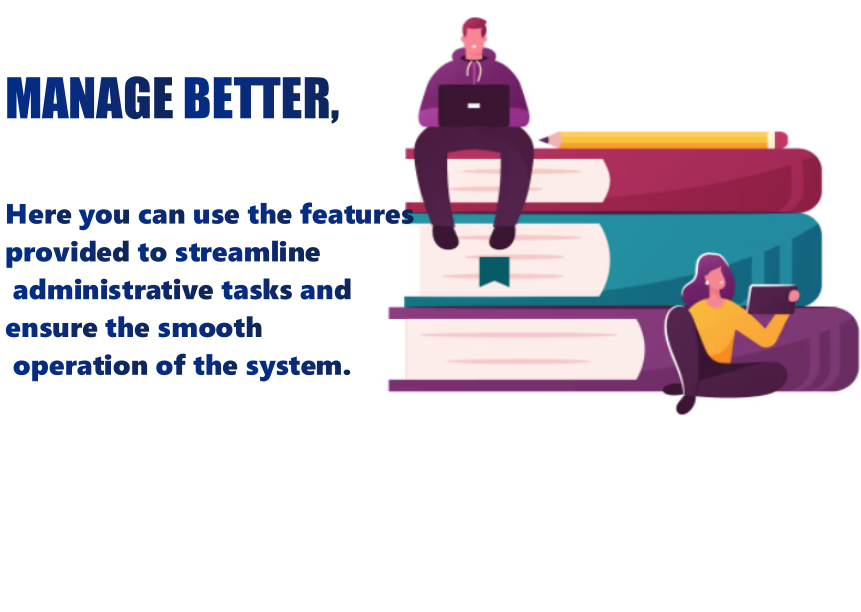 MANAGE BETTER,
Here you can use the features
provided to streamline
administrative tasks and
ensure the smooth
operation of the system.